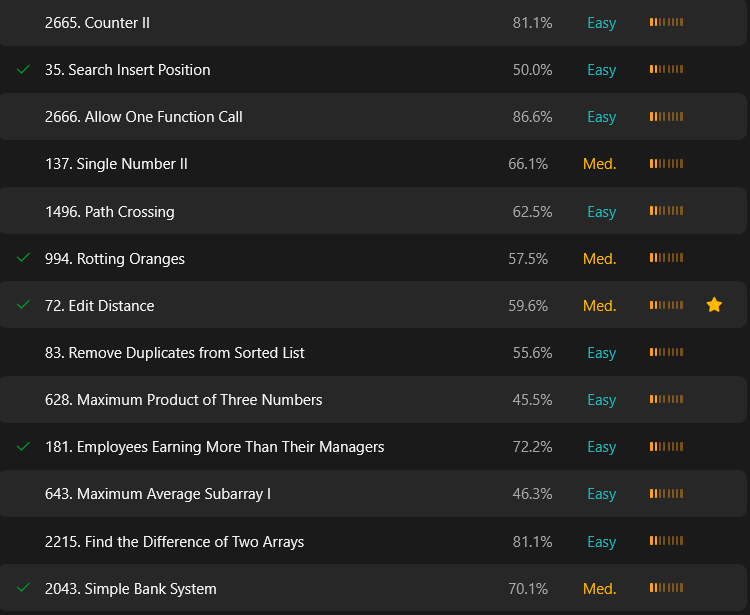 2665. Counter II 81.1% Easy
35. Search Insert Position 50.0% Easy
2666. Allow One Function Call 86.6% Easy
137. Single Number II 66.1% Med.
1496. Path Crossing 62.5% Easy
994. Rotting Oranges 57.5% Med.
72. Edit Distance 59.6% Med.
83. Remove Duplicates from Sorted List 55.6% Easy
628. Maximum Product of Three Numbers 45.5% Easy
181. Employees Earning More Than Their Managers 72.2% Easy
643. Maximum Average Subarray I 46.3% Easy
2215. Find the Difference of Two Arrays 81.1% Easy
2043. Simple Bank System 70.1% Med.